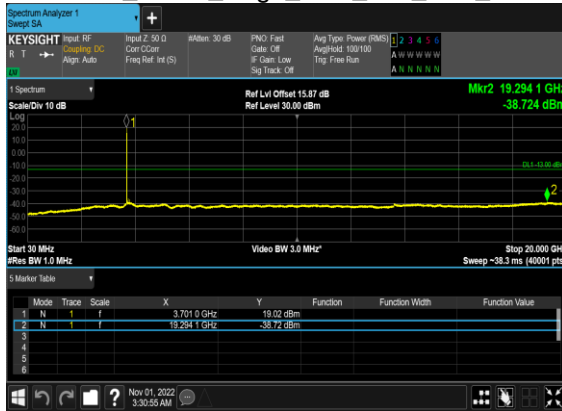 Spectrum Analyzer 1
Swept SA
KEYSIGHT Input: RF Input Z: 50 Ω #Atten: 30 dB PNO: Fast Avg Type: Power (RMS) 1 2 3 4 5 6
R T Coupling: DC Corr CCorr Gate: Off Avg|Hold: 100/100 A W W W W W
Align: Auto Freq Ref: Int (S) IF Gain: Low Trig: Free Run
LXI Sig Track: Off A N N N N N
1 Spectrum Ref Lvl Offset 15.87 dB Mkr2 19.294 1 GHz
Scale/Div 10 dB Ref Level 30.00 dBm -38.724 dBm
Log
20.0 1
10.0
0.00
-10.0 DL1 -13.00 dBm
-20.0
-30.0 2
-40.0
-50.0
-60.0
Start 30 MHz Video BW 3.0 MHz* Stop 20.000 GH
#Res BW 1.0 MHz Sweep ~38.3 ms (40001 pts
5 Marker Table
Mode Trace Scale X Y Function Function Width Function Value
1 N 1 f 3.701 0 GHz 19.02 dBm
2 N 1 f 19.294 1 GHz -38.72 dBm
3
4
5
6
? Nov 01, 2022
3:30:55 AM